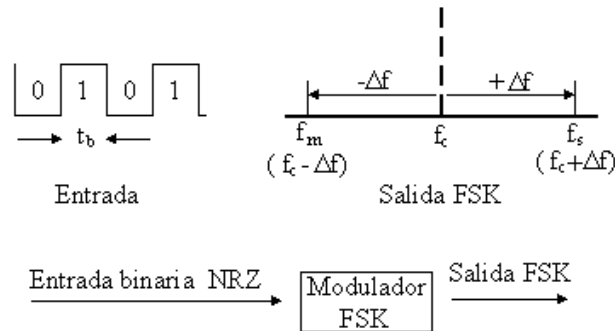 0 1 0 1
-Δf +Δf
t_b
f_m f_c f_s
(f_c-Δf) (f_c+Δf)
Entrada Salida FSK
Entrada binaria NRZ
Modulador
FSK
Salida FSK